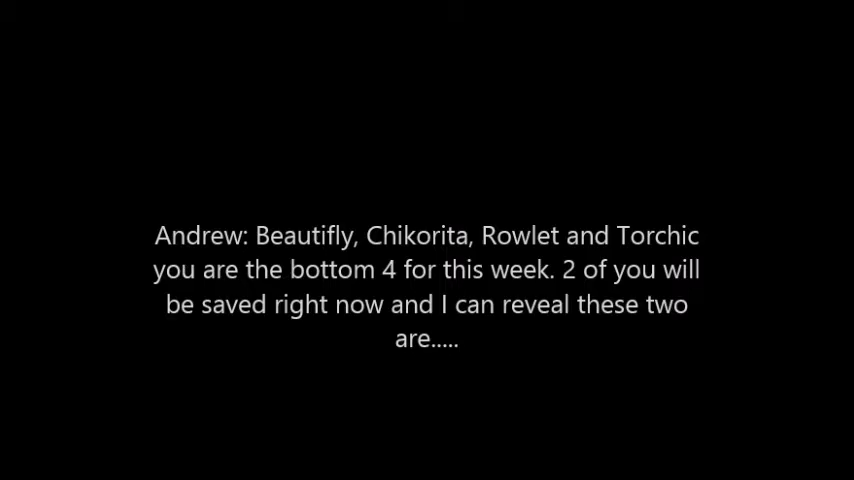 Andrew: Beautifly, Chikorita, Rowlet and Torchic
you are the bottom 4 for this week. 2 of you will
be saved right now and I can reveal these two
are.....